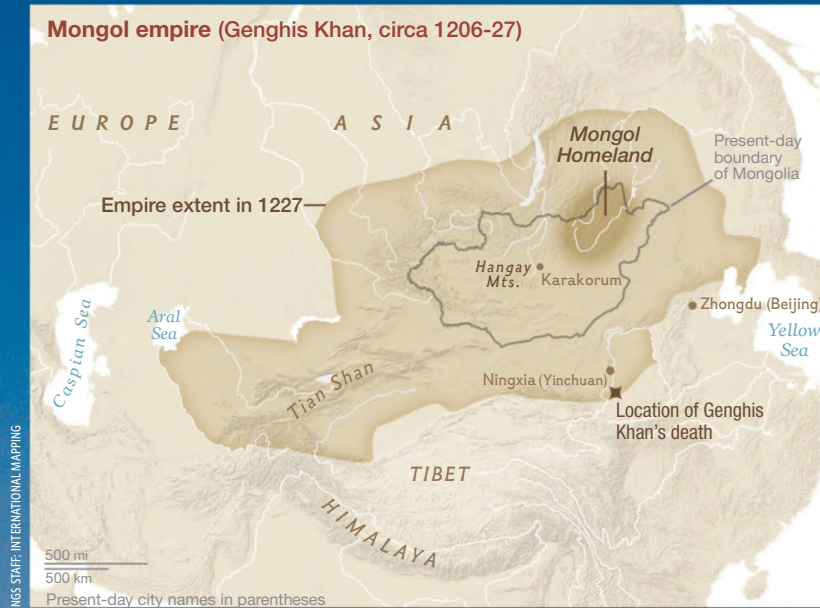 Mongol empire (Genghis Khan, circa 1206-27)
EUROPE
ASIA
Mongol
Homeland
Present-day
boundary
of Mongolia
Empire extent in 1227
Hangay
Mts.
Karakorum
Caspian Sea
Aral
Sea
Zhongdu (Beijing)
Yellow
Sea
Tian Shan
Ningxia (Yinchuan)
Location of Genghis
Khan's death
TIBET
HIMALAYA
500 mi
500 km
Present-day city names in parentheses
NGS STAFF; INTERNATIONAL MAPPING